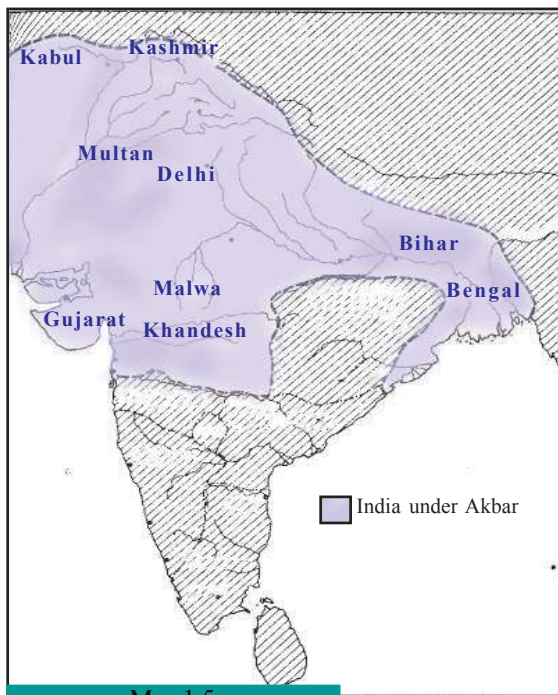 Kashmir
Kabul
Multan
Delhi
Bihar
Malwa
Bengal
Gujarat
Khandesh
India under Akbar